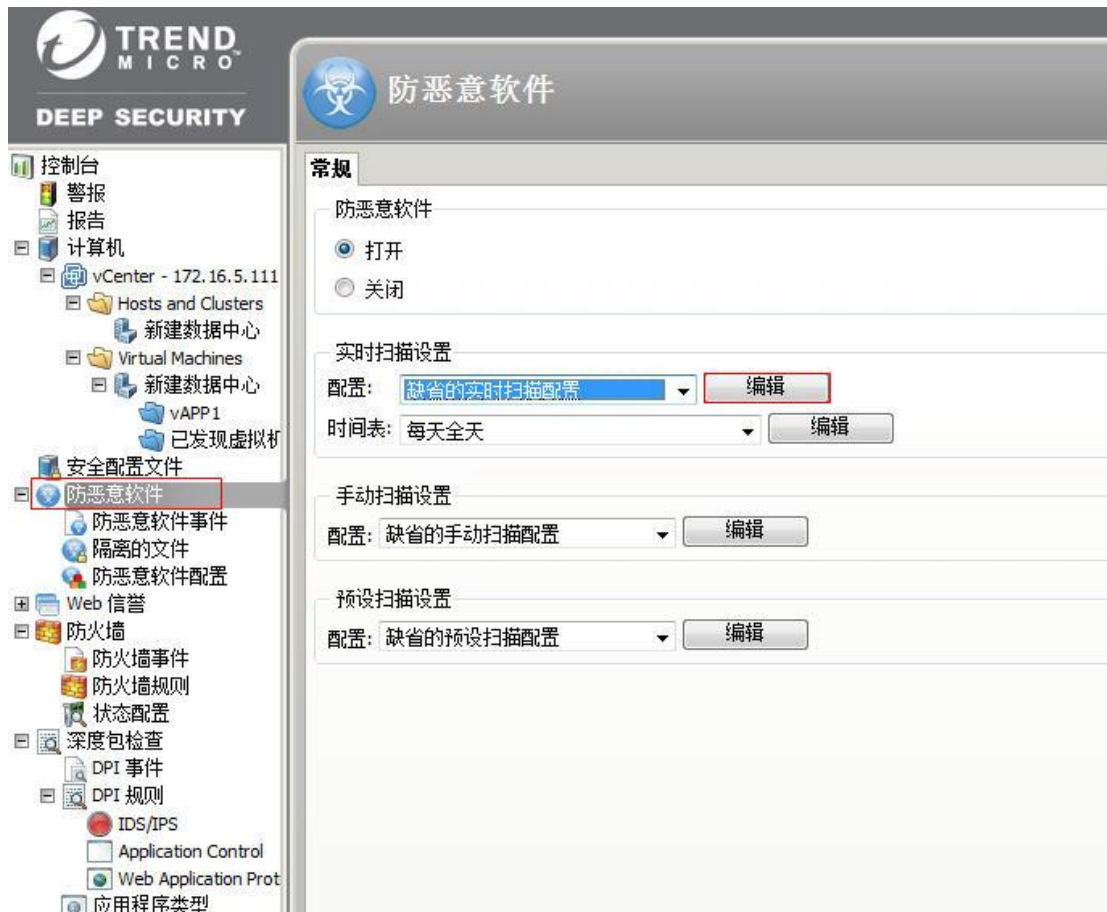 TREND
MICRO™
DEEP SECURITY
防恶意软件
控制台
警报
报告
计算机
vCenter - 172.16.5.111
Hosts and Clusters
新建数据中心
Virtual Machines
新建数据中心
vAPP1
已发现虚拟机
安全配置文件
防恶意软件
防恶意软件事件
隔离的文件
防恶意软件配置
Web 信誉
防火墙
防火墙事件
防火墙规则
状态配置
深度包检查
DPI 事件
DPI 规则
IDS/IPS
Application Control
Web Application Prot
应用程序类型
常规
防恶意软件
打开
关闭
实时扫描设置
配置: 缺省的实时扫描配置 编辑
时间表: 每天全天 编辑
手动扫描设置
配置: 缺省的手动扫描配置 编辑
预设扫描设置
配置: 缺省的预设扫描配置 编辑